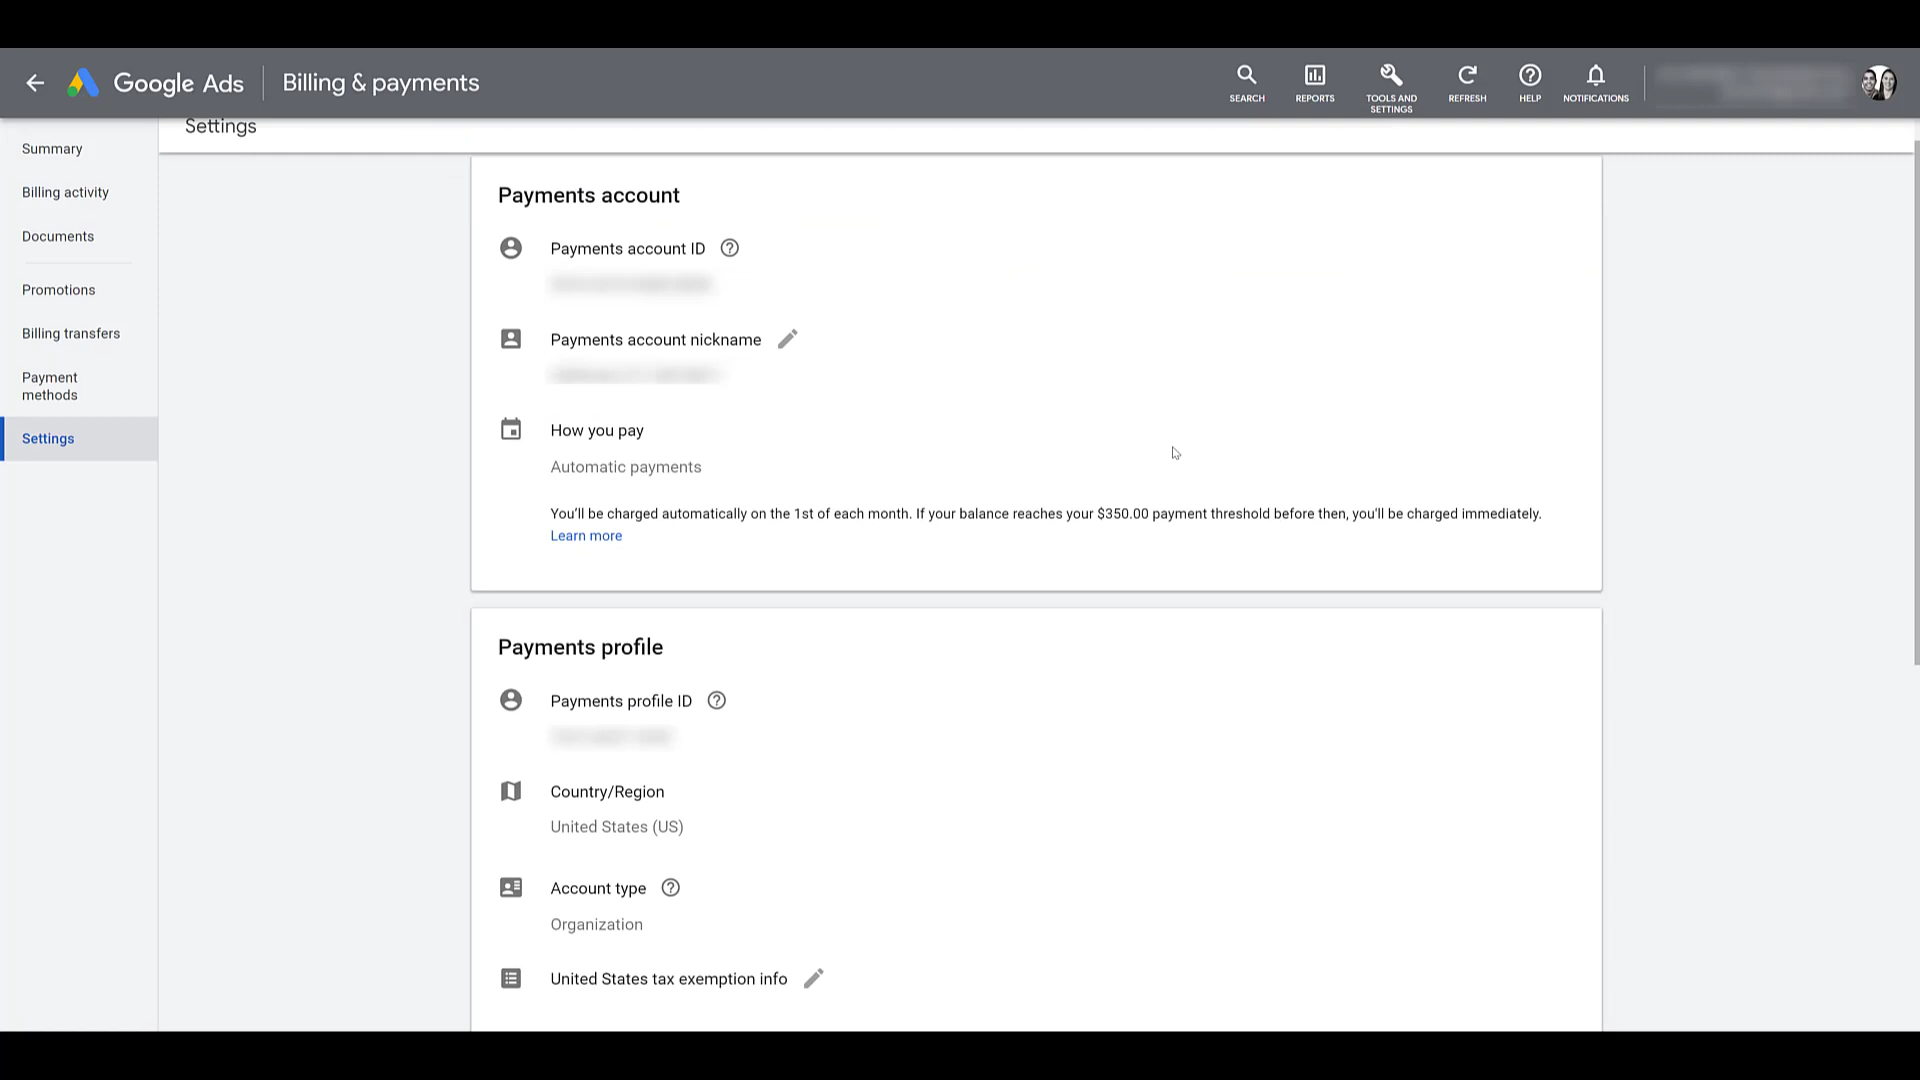 Google Ads
Billing & payments
SEARCH
REPORTS
TOOLS AND
SETTINGS
REFRESH
HELP
NOTIFICATIONS
Settings
Summary
Billing activity
Documents
Promotions
Billing transfers
Payment
methods
Settings
Payments account
Payments account ID
Payments account nickname
How you pay
Automatic payments
You'll be charged automatically on the 1st of each month. If your balance reaches your $350.00 payment threshold before then, you'll be charged immediately.
Learn more
Payments profile
Payments profile ID
Country/Region
United States (US)
Account type
Organization
United States tax exemption info